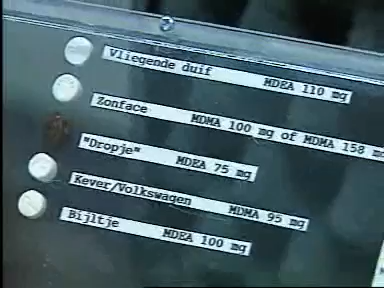 Vliegende duif MDEA 110 mg
Zonface MDMA 100 mg of MDMA 158 m
"Dropje" MDEA 75 mg
Kever/Volkswagen MDMA 95 mg
Bijltje MDEA 100 mg